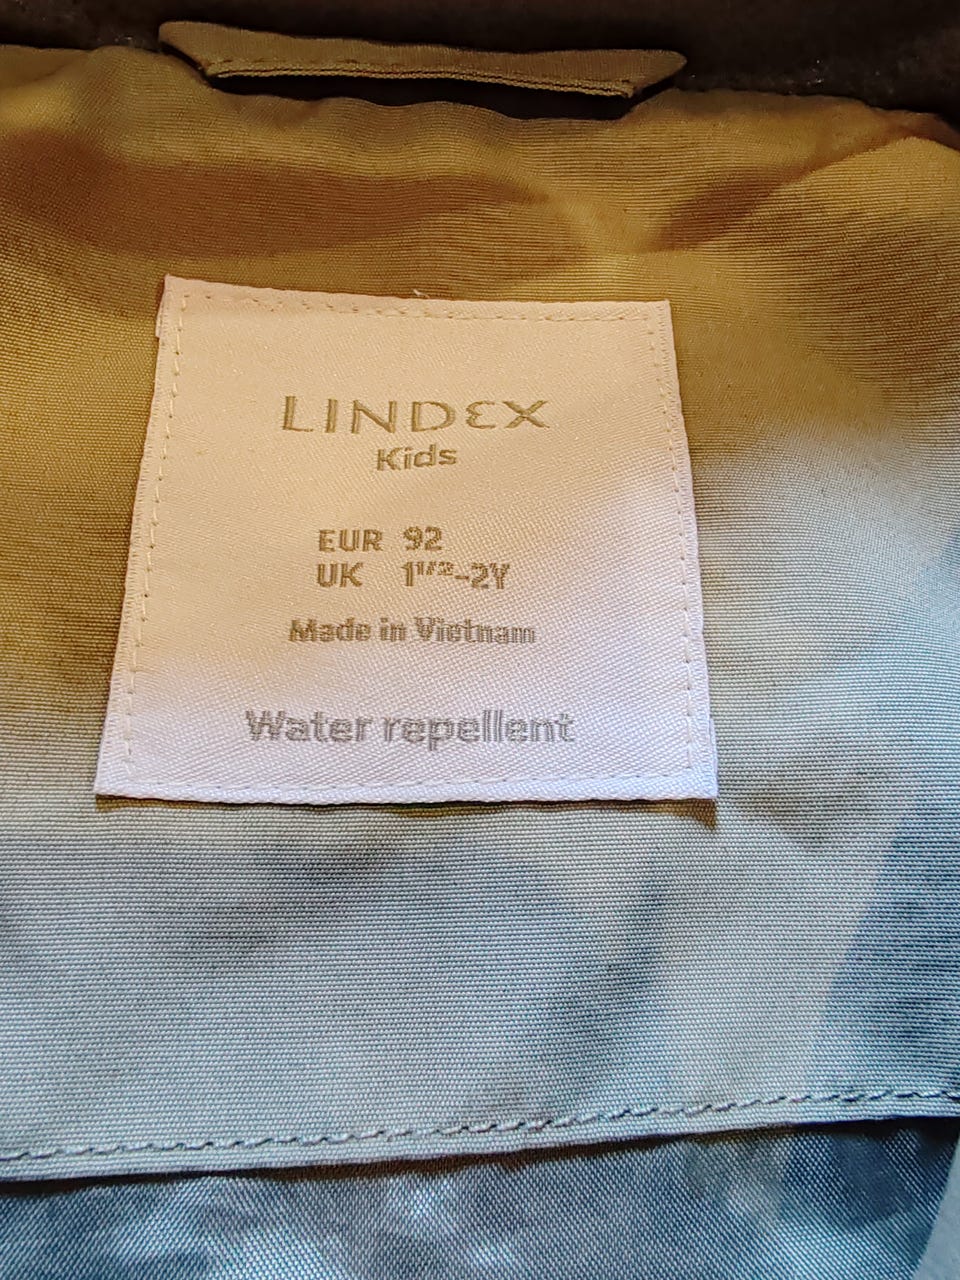 LINDEX
Kids
EUR 92
UK 1½-2Y
Made in Vietnam
Water repellent